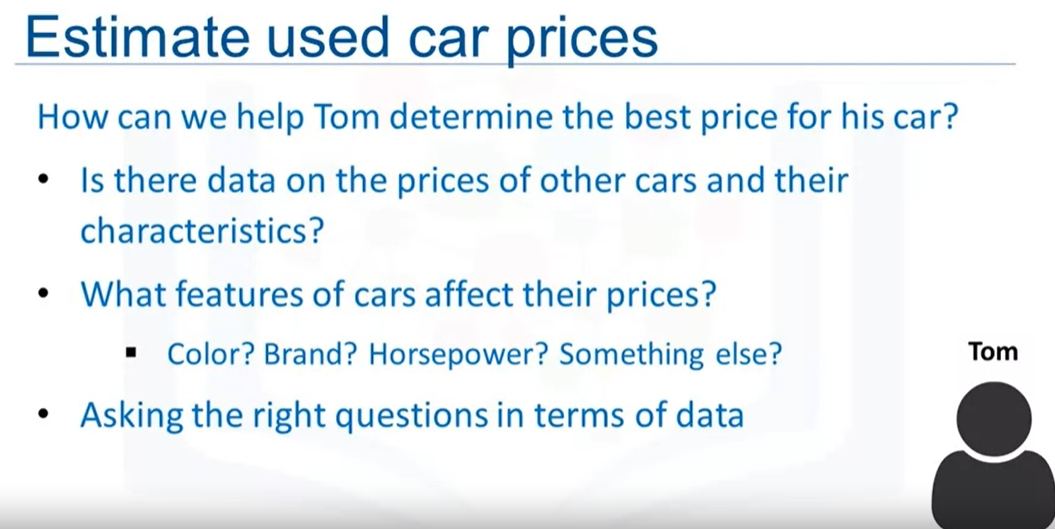 Estimate used car prices
How can we help Tom determine the best price for his car?
• Is there data on the prices of other cars and their
characteristics?
• What features of cars affect their prices?
▪ Color? Brand? Horsepower? Something else?
Tom
• Asking the right questions in terms of data